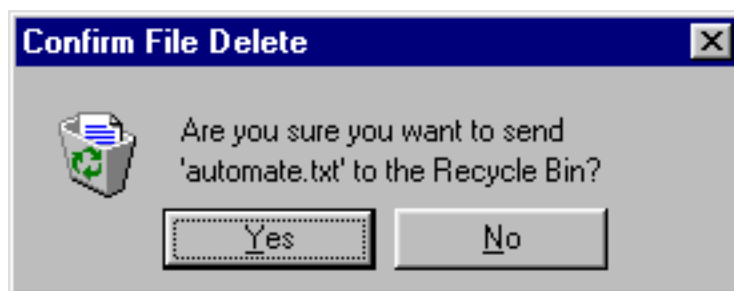 Confirm File Delete
Are you sure you want to send
'automate.txt' to the Recycle Bin?
Yes
No